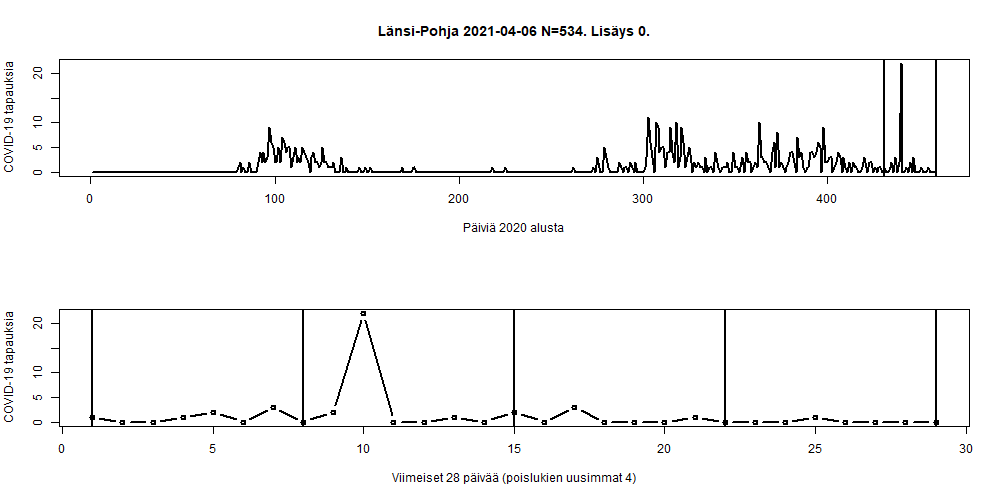 Länsi-Pohja 2021-04-06 N=534. Lisäys 0.
COVID-19 tapauksia
0 5 10 20
0 100 200 300 400
Päiviä 2020 alusta
COVID-19 tapauksia
0 5 10 20
0 5 10 15 20 25 30
Viimeiset 28 päivää (poislukien uusimmat 4)